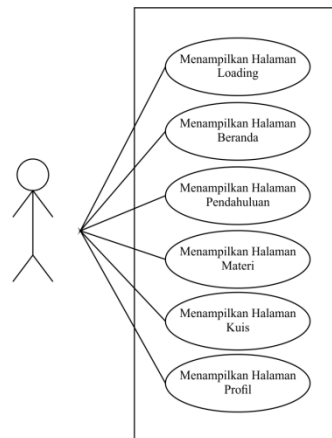 Menampilkan Halaman
Loading
Menampilkan Halaman
Beranda
Menampilkan Halaman
Pendahuluan
Menampilkan Halaman
Materi
Menampilkan Halaman
Kuis
Menampilkan Halaman
Profil